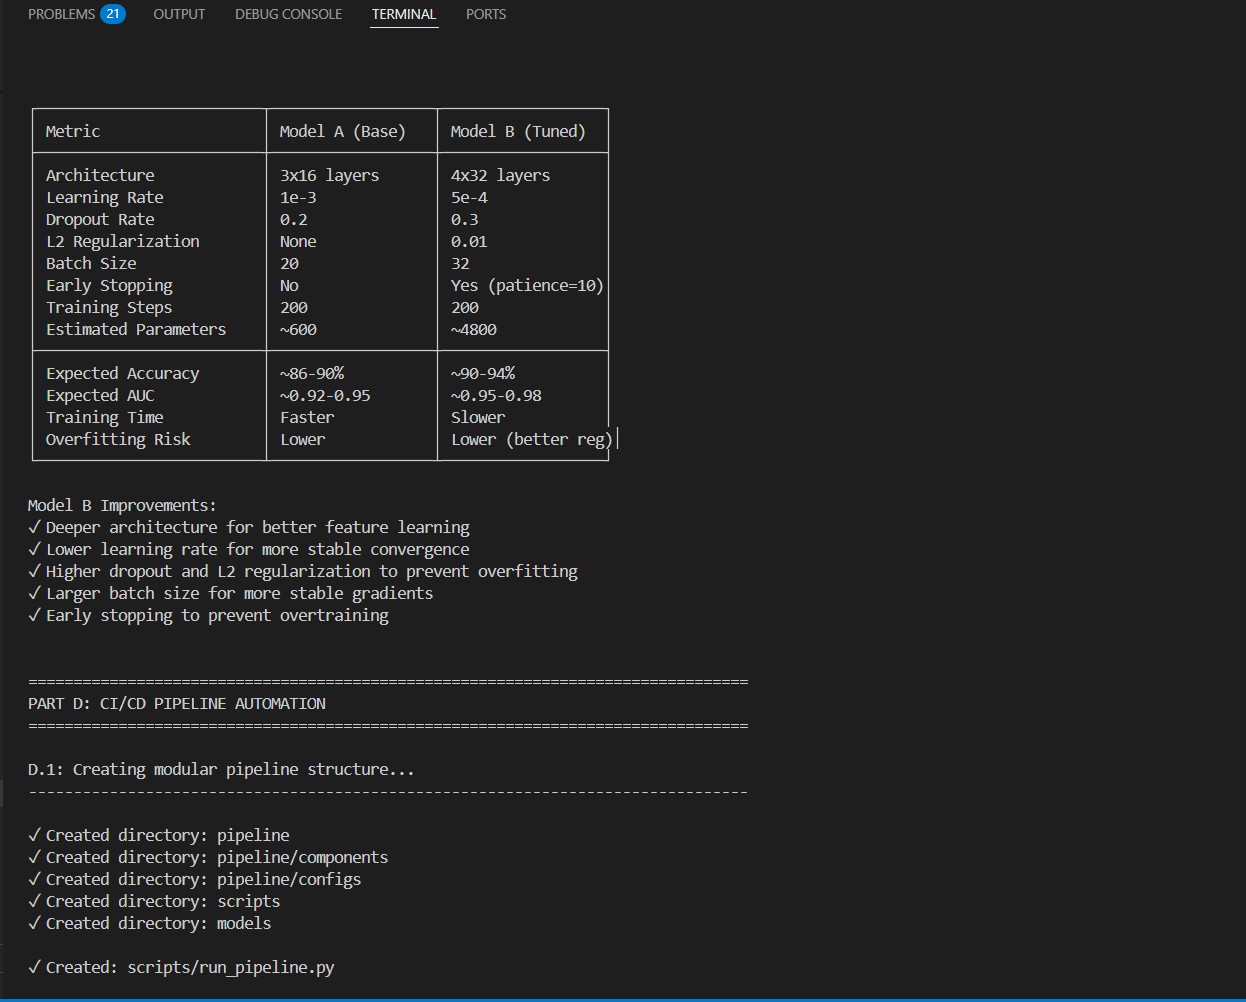 PROBLEMS 21 OUTPUT DEBUG CONSOLE TERMINAL PORTS
Metric Model A (Base) Model B (Tuned)
Architecture 3x16 layers 4x32 layers
Learning Rate 1e-3 5e-4
Dropout Rate 0.2 0.3
L2 Regularization None 0.01
Batch Size 20 32
Early Stopping No Yes (patience=10)
Training Steps 200 200
Estimated Parameters ~600 ~4800
Expected Accuracy ~86-90% ~90-94%
Expected AUC ~0.92-0.95 ~0.95-0.98
Training Time Faster Slower
Overfitting Risk Lower Lower (better reg)
Model B Improvements:
✓ Deeper architecture for better feature learning
✓ Lower learning rate for more stable convergence
✓ Higher dropout and L2 regularization to prevent overfitting
✓ Larger batch size for more stable gradients
✓ Early stopping to prevent overtraining
================================================================================
PART D: CI/CD PIPELINE AUTOMATION
================================================================================
D.1: Creating modular pipeline structure...
--------------------------------------------------------------------------------
✓ Created directory: pipeline
✓ Created directory: pipeline/components
✓ Created directory: pipeline/configs
✓ Created directory: scripts
✓ Created directory: models
✓ Created: scripts/run_pipeline.py